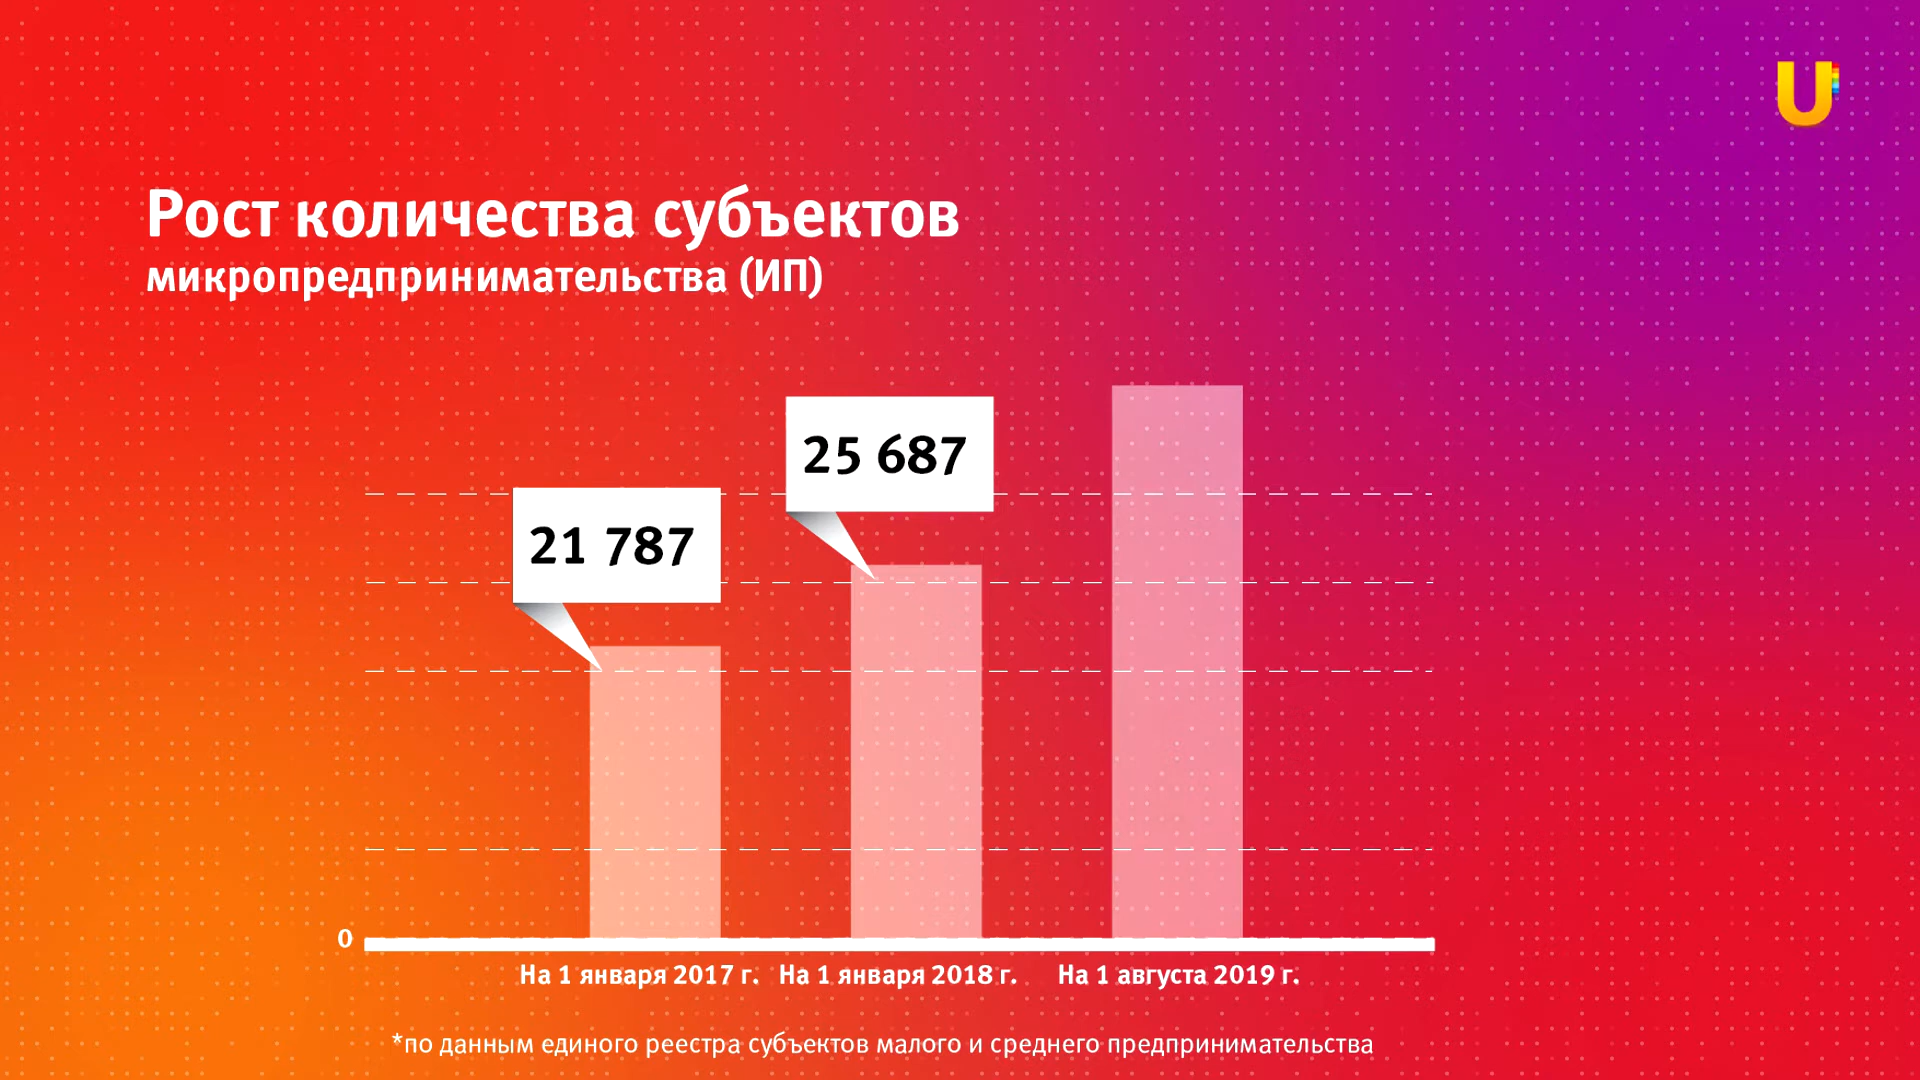 U
Рост количества субъектов
микропредпринимательства (ИП)
25 687
21 787
0
На 1 января 2017 г. На 1 января 2018 г. На 1 августа 2019 г.
*по данным единого реестра субъектов малого и среднего предпринимательства